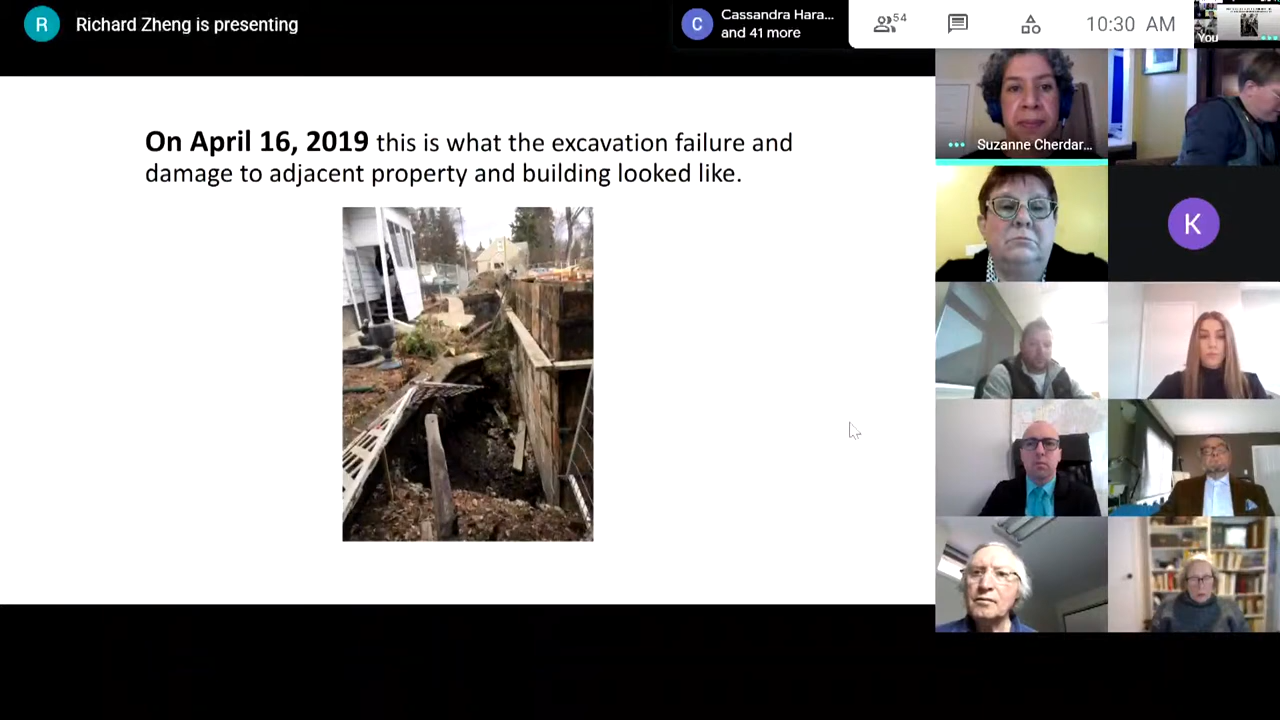 R
Richard Zheng is presenting
C
Cassandra Hara...
and 41 more
54
10:30 AM
You
On April 16, 2019 this is what the excavation failure and
damage to adjacent property and building looked like.
Suzanne Cherdar...
K